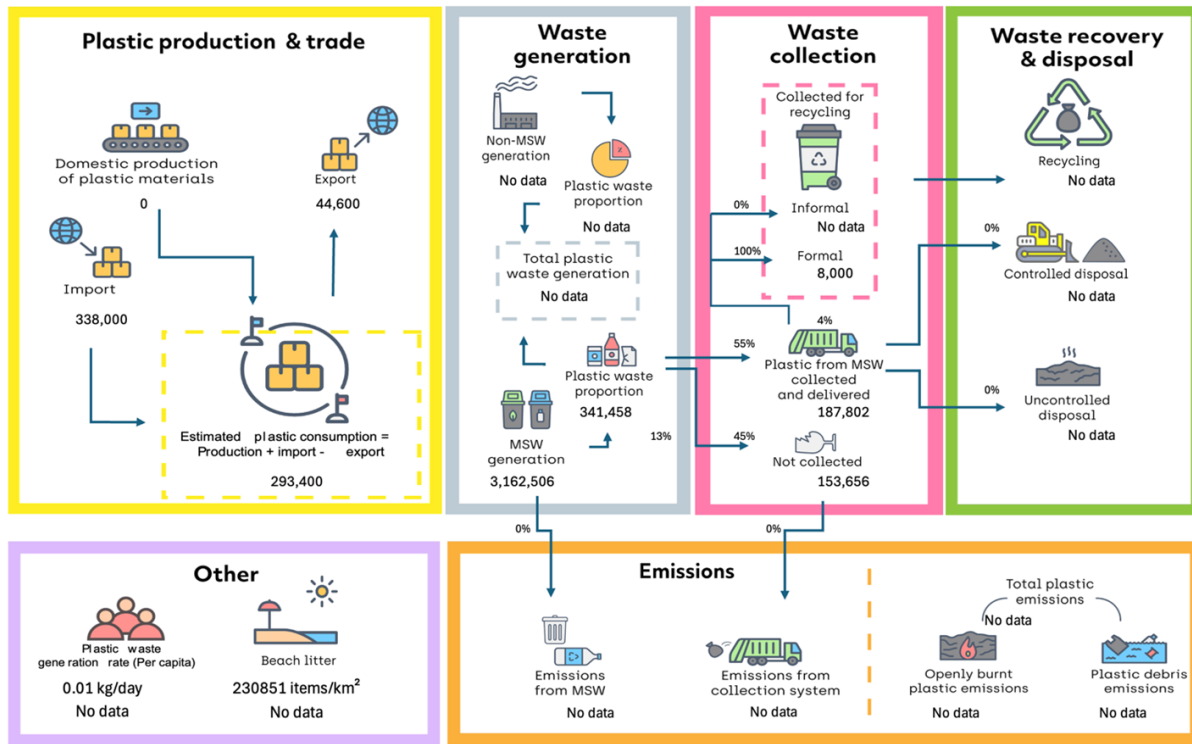 Plastic production & trade
Domestic production
of plastic materials
0
Export
44,600
Import
338,000
Estimated plastic consumption =
Production + import - export
293,400
Waste
generation
Non-MSW
generation
No data
Plastic waste
proportion
No data
Total plastic
waste generation
No data
Plastic waste
proportion
341,458
MSW
generation
3,162,506
13%
Waste
collection
Collected for
recycling
0%
Informal
No data
100%
Formal
8,000
4%
55%
Plastic from MSW
collected
and delivered
187,802
45%
Not collected
153,656
Waste recovery
& disposal
Recycling
No data
0%
Controlled disposal
No data
0%
Uncontrolled
disposal
No data
Other
Plastic waste
generation rate (Per capita)
0.01 kg/day
No data
Beach litter
230851 items/km²
No data
Emissions
0%
Emissions
from MSW
No data
0%
Emissions from
collection system
No data
Total plastic
emissions
No data
Openly burnt
plastic emissions
No data
Plastic debris
emissions
No data